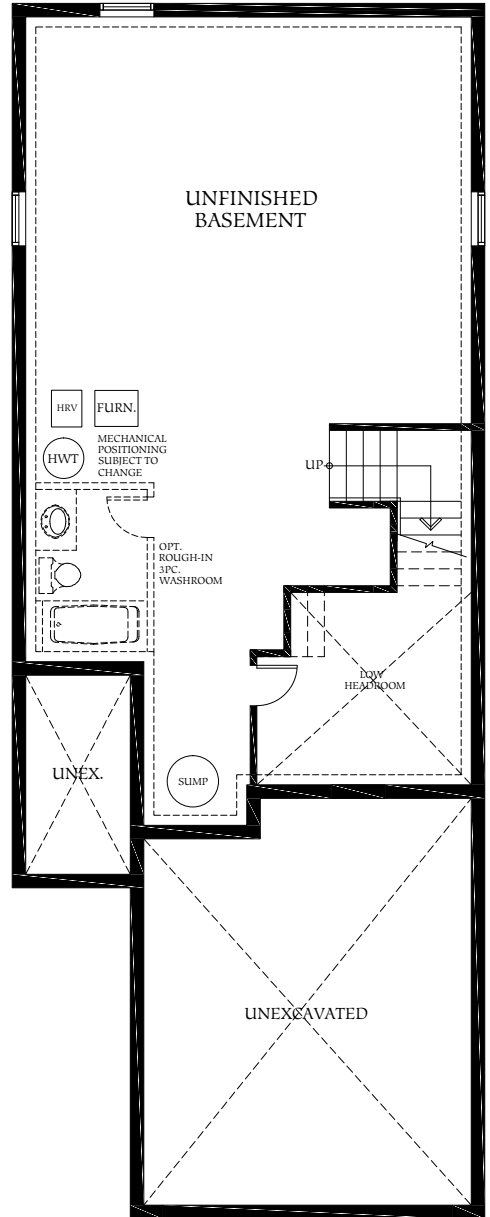 UNFINISHED
BASEMENT
HRV
FURN.
HWT
MECHANICAL
POSITIONING
SUBJECT TO
CHANGE
UP
OPT.
ROUGH-IN
3PC.
WASHROOM
LOW
HEADROOM
UNEX.
SUMP
UNEXCAVATED